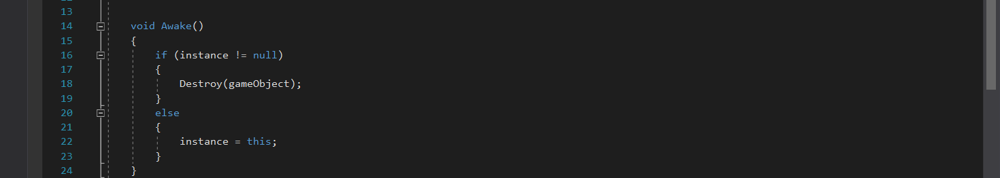 13
14 void Awake()
15 {
16 if (instance != null)
17 {
18 Destroy(gameObject);
19 }
20 else
21 {
22 instance = this;
23 }
24 }